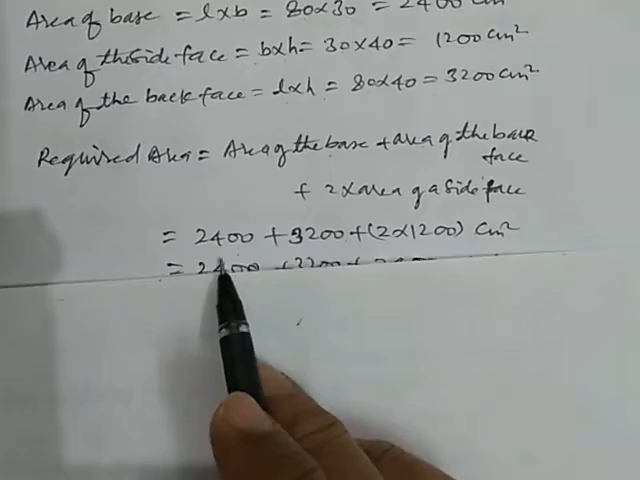 Area of base = l×b = 80×30 = 2400 cm
Area of the side face = b×h = 30×40 = 1200 cm²
Area of the back face = l×h = 80×40 = 3200 cm²
Required Area = Area of the base + area of the back
face
+ 2×area of a side face
= 2400 + 3200 + (2×1200) cm²
= 2400